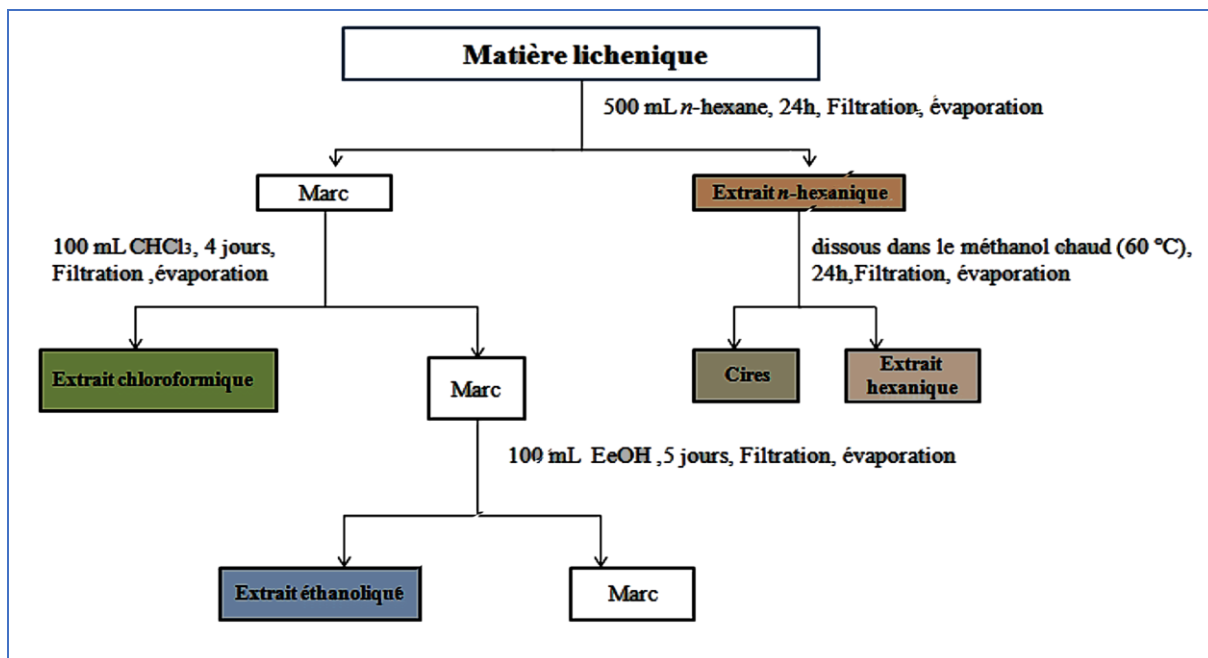 Matière lichenique
500 mL n-hexane, 24h, Filtration, évaporation
Marc
Extrait n-hexanique
100 mL CHCl₃, 4 jours,
Filtration ,évaporation
dissous dans le méthanol chaud (60 °C),
24h,Filtration, évaporation
Extrait chloroformique
Marc
Cires
Extrait
hexanique
100 mL EeOH ,5 jours, Filtration, évaporation
Extrait éthanoliqué
Marc